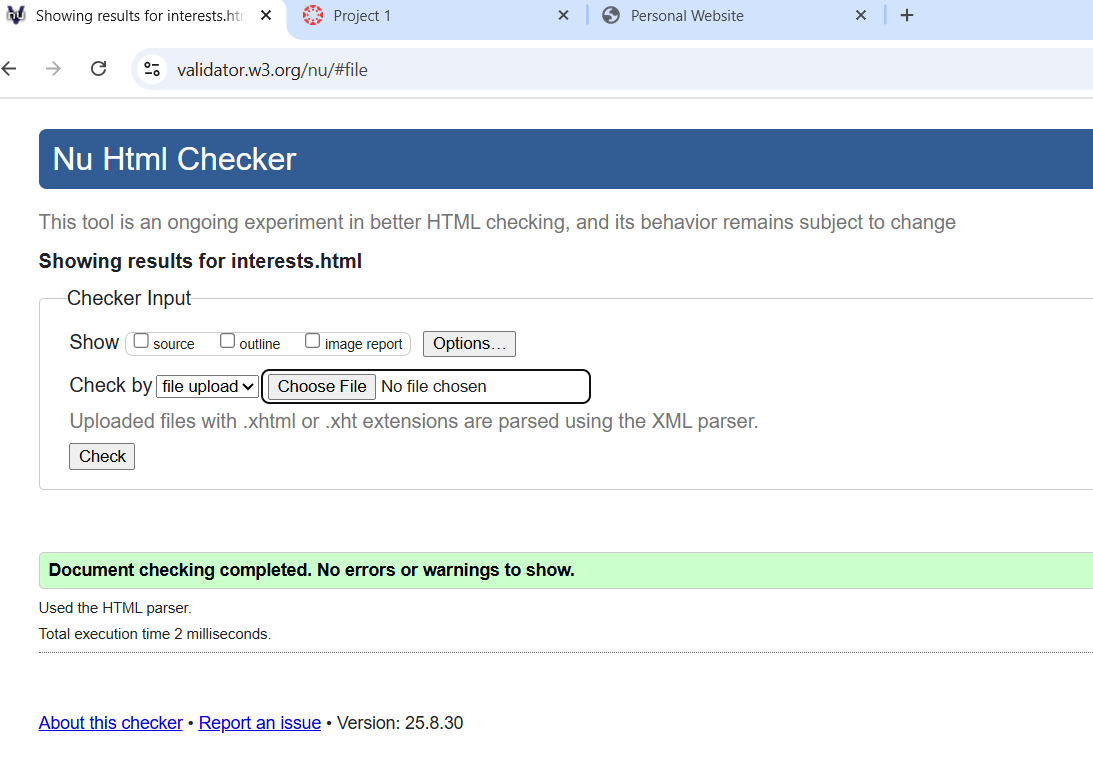 Showing results for interests.htm
Project 1
Personal Website
validator.w3.org/nu/#file
Nu Html Checker
This tool is an ongoing experiment in better HTML checking, and its behavior remains subject to change
Showing results for interests.html
Checker Input
Show source outline image report Options…
Check by file upload Choose File No file chosen
Uploaded files with .xhtml or .xht extensions are parsed using the XML parser.
Check
Document checking completed. No errors or warnings to show.
Used the HTML parser.
Total execution time 2 milliseconds.
About this checker • Report an issue • Version: 25.8.30